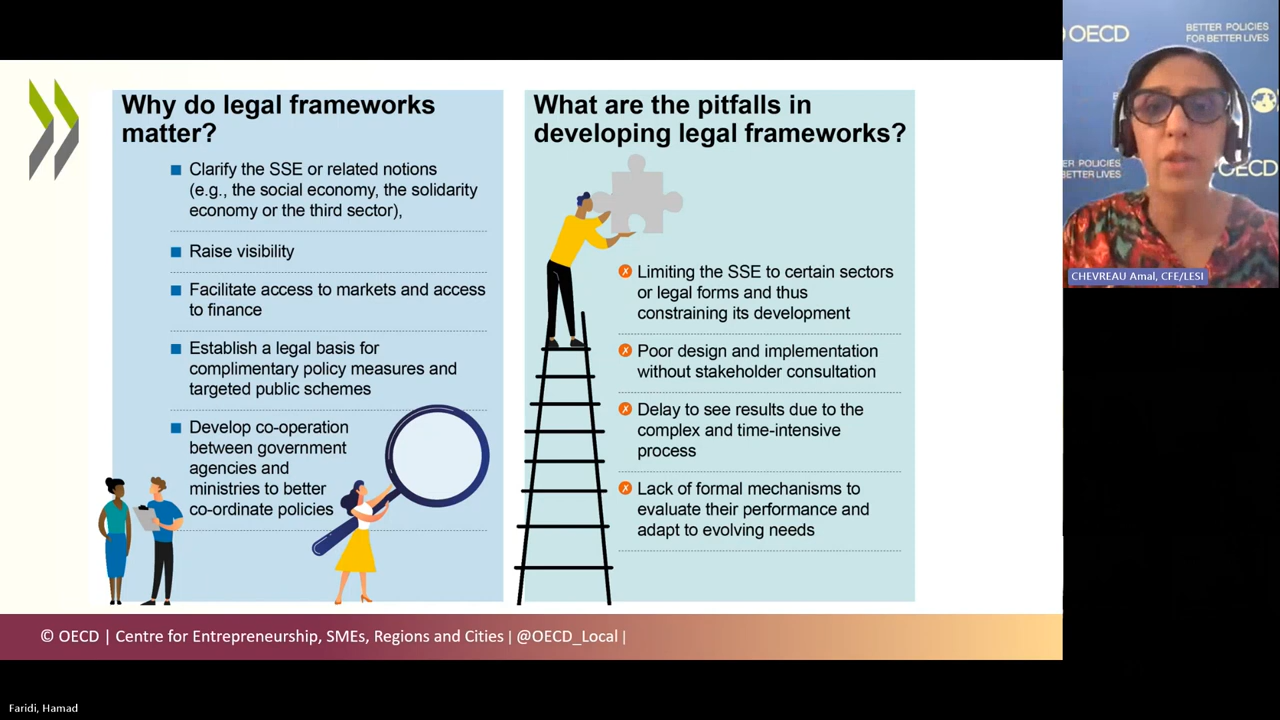 Why do legal frameworks
matter?
Clarify the SSE or related notions
(e.g., the social economy, the solidarity
economy or the third sector),
Raise visibility
Facilitate access to markets and access
to finance
Establish a legal basis for
complimentary policy measures and
targeted public schemes
Develop co-operation
between government
agencies and
ministries to better
co-ordinate policies
What are the pitfalls in
developing legal frameworks?
Limiting the SSE to certain sectors
or legal forms and thus
constraining its development
Poor design and implementation
without stakeholder consultation
Delay to see results due to the
complex and time-intensive
process
Lack of formal mechanisms to
evaluate their performance and
adapt to evolving needs
© OECD | Centre for Entrepreneurship, SMEs, Regions and Cities | @OECD_Local |
OECD
BETTER POLICIES
FOR BETTER LIVES
ER POLICIES
BETTER LIVES
OECD
CHEVREAU Amal, CFE/LESI
Faridi, Hamad